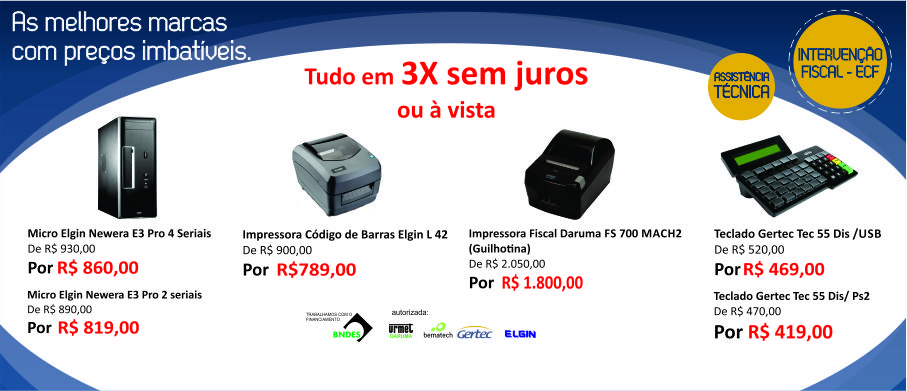 As melhores marcas
com preços imbatíveis.
Tudo em 3X sem juros
ou à vista
ASSISTÊNCIA
TÉCNICA
INTERVENÇÃO
FISCAL - ECF
Micro Elgin Newera E3 Pro 4 Seriais
De R$ 930,00
Por R$ 860,00
Micro Elgin Newera E3 Pro 2 seriais
De R$ 890,00
Por R$ 819,00
Impressora Código de Barras Elgin L 42
De R$ 900,00
Por R$789,00
Impressora Fiscal Daruma FS 700 MACH2
(Guilhotina)
De R$ 2.050,00
Por R$ 1.800,00
Teclado Gertec Tec 55 Dis /USB
De R$ 520,00
Por R$ 469,00
Teclado Gertec Tec 55 Dis/ Ps2
De R$ 470,00
Por R$ 419,00
TRABALHAMOS COM O
FINANCIAMENTO
BNDES
autorizada:
urmet
DARUMA
bematech
Gertec
ELGIN